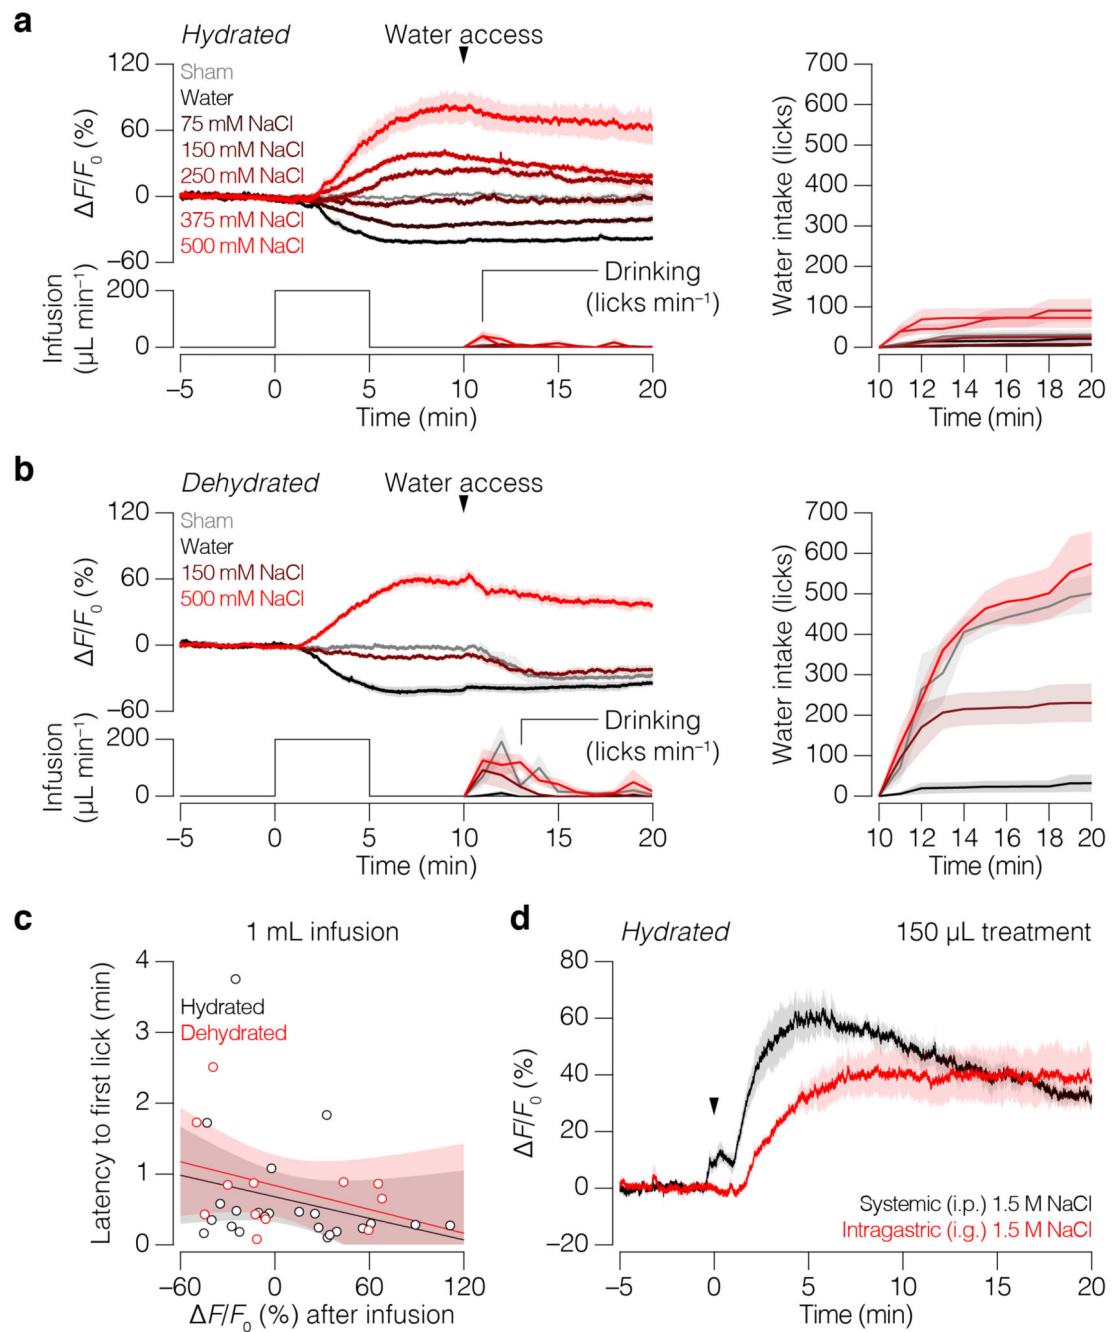 a
Hydrated
Water access
120
60
0
−60
ΔF/F0 (%)
Sham
Water
75 mM NaCl
150 mM NaCl
250 mM NaCl
375 mM NaCl
500 mM NaCl
Infusion
(µL min−1)
200
0
Drinking
(licks min−1)
−5
0
5
10
15
20
Time (min)
Water intake (licks)
700
600
500
400
300
200
100
0
10
12
14
16
18
20
Time (min)
b
Dehydrated
Water access
120
60
0
−60
ΔF/F0 (%)
Sham
Water
150 mM NaCl
500 mM NaCl
Infusion
(µL min−1)
200
0
Drinking
(licks min−1)
−5
0
5
10
15
20
Time (min)
Water intake (licks)
700
600
500
400
300
200
100
0
10
12
14
16
18
20
Time (min)
c
1 mL infusion
Latency to first lick (min)
4
3
2
1
0
Hydrated
Dehydrated
−60
0
60
120
ΔF/F0 (%) after infusion
d
Hydrated
150 µL treatment
ΔF/F0 (%)
80
60
40
20
0
−20
Systemic (i.p.) 1.5 M NaCl
Intragastric (i.g.) 1.5 M NaCl
−5
0
5
10
15
20
Time (min)